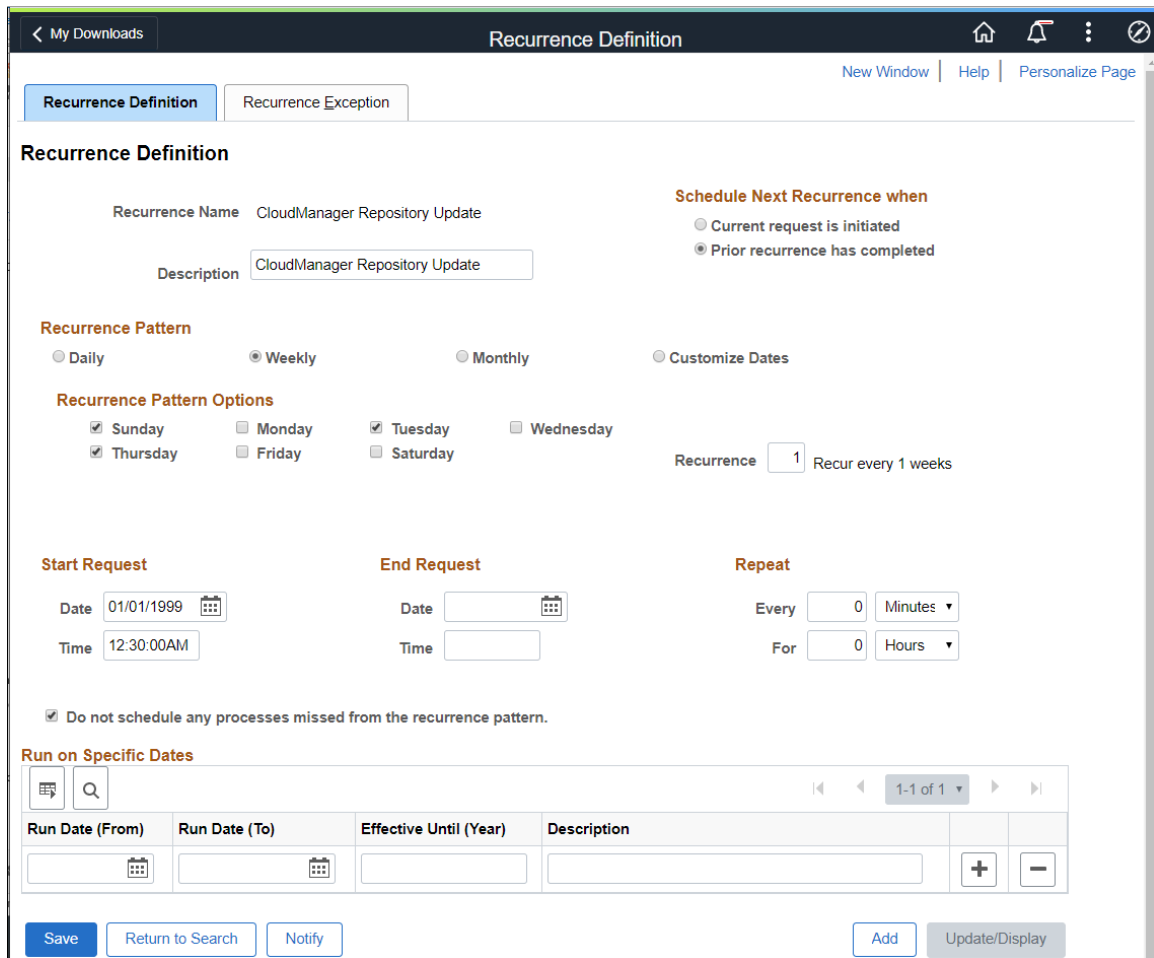 My Downloads
Recurrence Definition
New Window | Help | Personalize Page
Recurrence Definition
Recurrence Exception
Recurrence Definition
Recurrence Name CloudManager Repository Update
Description CloudManager Repository Update
Schedule Next Recurrence when
Current request is initiated
Prior recurrence has completed
Recurrence Pattern
Daily Weekly Monthly Customize Dates
Recurrence Pattern Options
Sunday Monday Tuesday Wednesday
Thursday Friday Saturday
Recurrence 1 Recur every 1 weeks
Start Request
Date 01/01/1999
Time 12:30:00AM
End Request
Date
Time
Repeat
Every 0 Minutes
For 0 Hours
Do not schedule any processes missed from the recurrence pattern.
Run on Specific Dates
1-1 of 1
Run Date (From) Run Date (To) Effective Until (Year) Description
Save Return to Search Notify Add Update/Display